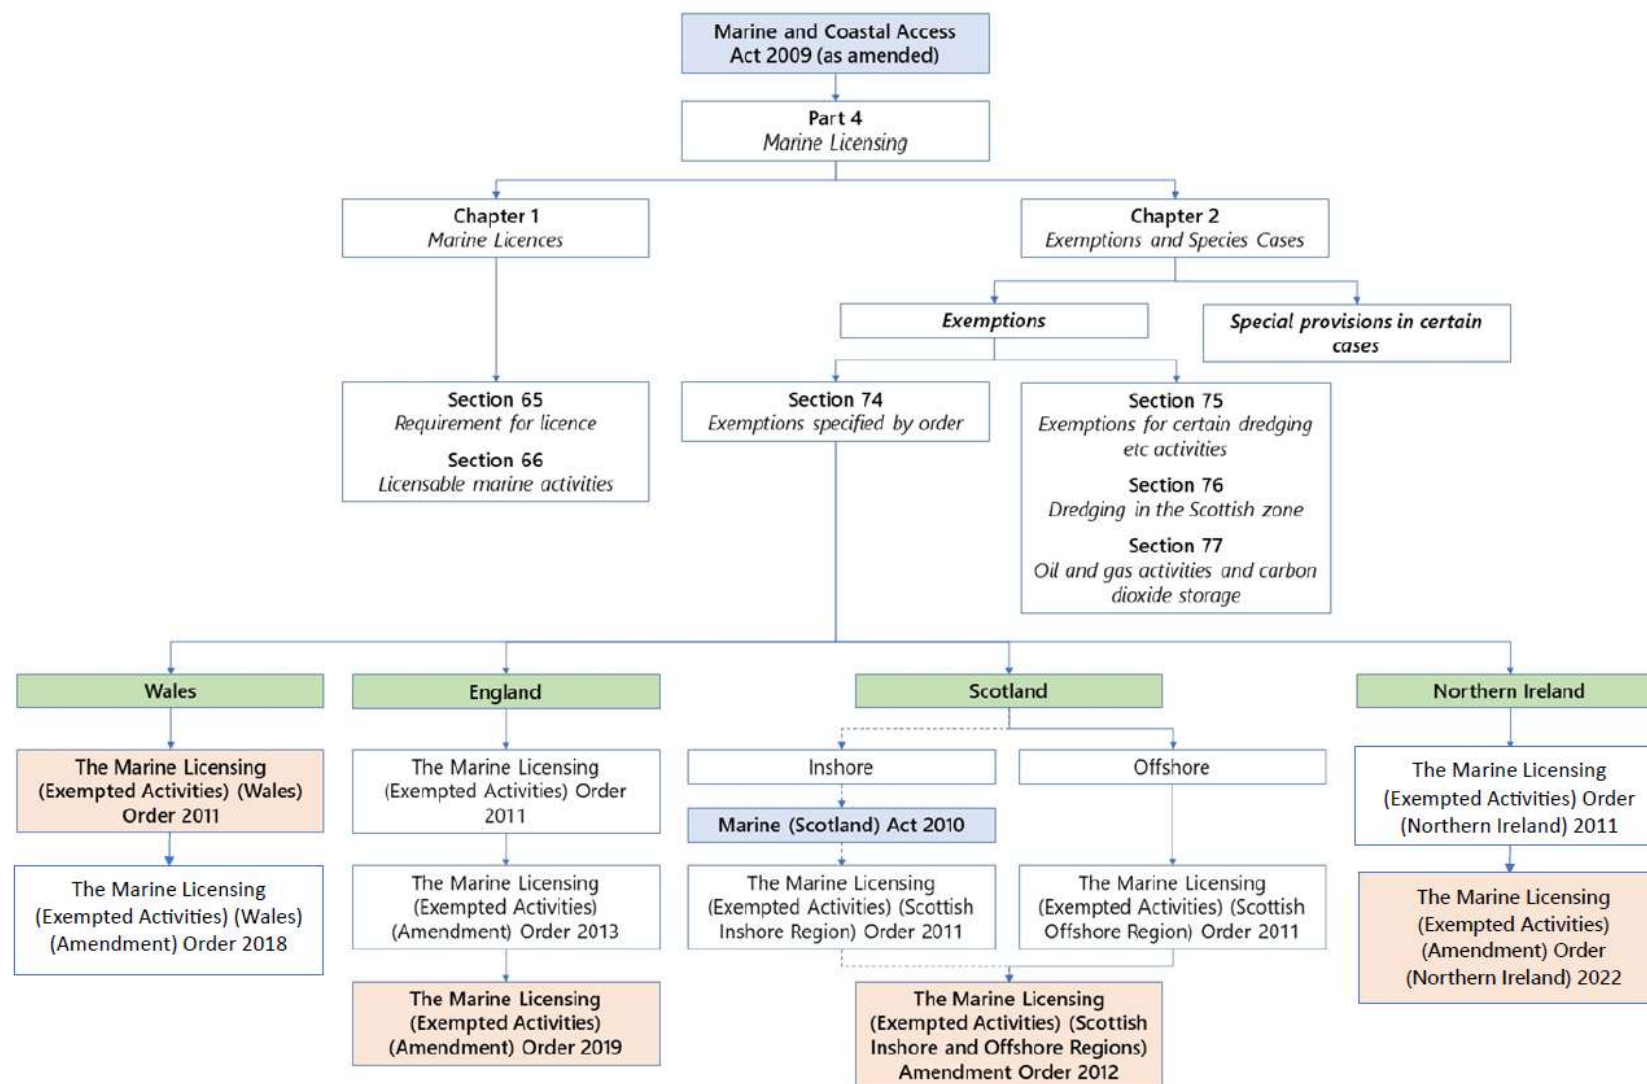 Marine and Coastal Access
Act 2009 (as amended)
Part 4
Marine Licensing
Chapter 1
Marine Licences
Chapter 2
Exemptions and Species Cases
Exemptions
Special provisions in certain
cases
Section 65
Requirement for licence
Section 66
Licensable marine activities
Section 74
Exemptions specified by order
Section 75
Exemptions for certain dredging
etc activities
Section 76
Dredging in the Scottish zone
Section 77
Oil and gas activities and carbon
dioxide storage
Wales
The Marine Licensing
(Exempted Activities) (Wales)
Order 2011
The Marine Licensing
(Exempted Activities) (Wales)
(Amendment) Order 2018
England
The Marine Licensing
(Exempted Activities) Order
2011
The Marine Licensing
(Exempted Activities)
(Amendment) Order 2013
The Marine Licensing
(Exempted Activities)
(Amendment) Order 2019
Scotland
Inshore
Marine (Scotland) Act 2010
The Marine Licensing
(Exempted Activities) (Scottish
Inshore Region) Order 2011
Offshore
The Marine Licensing
(Exempted Activities) (Scottish
Offshore Region) Order 2011
The Marine Licensing
(Exempted Activities) (Scottish
Inshore and Offshore Regions)
Amendment Order 2012
Northern Ireland
The Marine Licensing
(Exempted Activities) Order
(Northern Ireland) 2011
The Marine Licensing
(Exempted Activities)
(Amendment) Order
(Northern Ireland) 2022